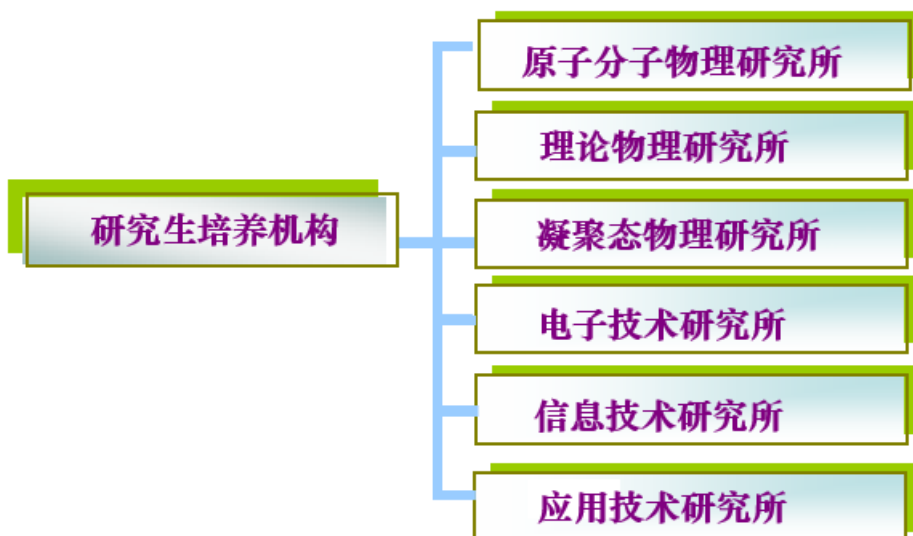 研究生培养机构
原子分子物理研究所
理论物理研究所
凝聚态物理研究所
电子技术研究所
信息技术研究所
应用技术研究所